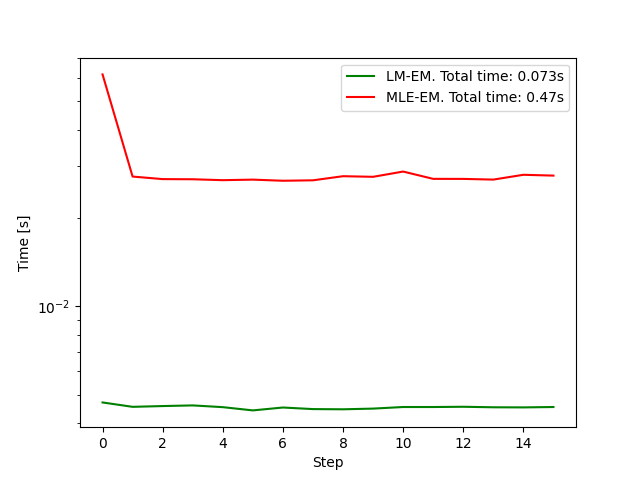 LM-EM. Total time: 0.073s
MLE-EM. Total time: 0.47s
Time [s]
10⁻²
0 2 4 6 8 10 12 14
Step